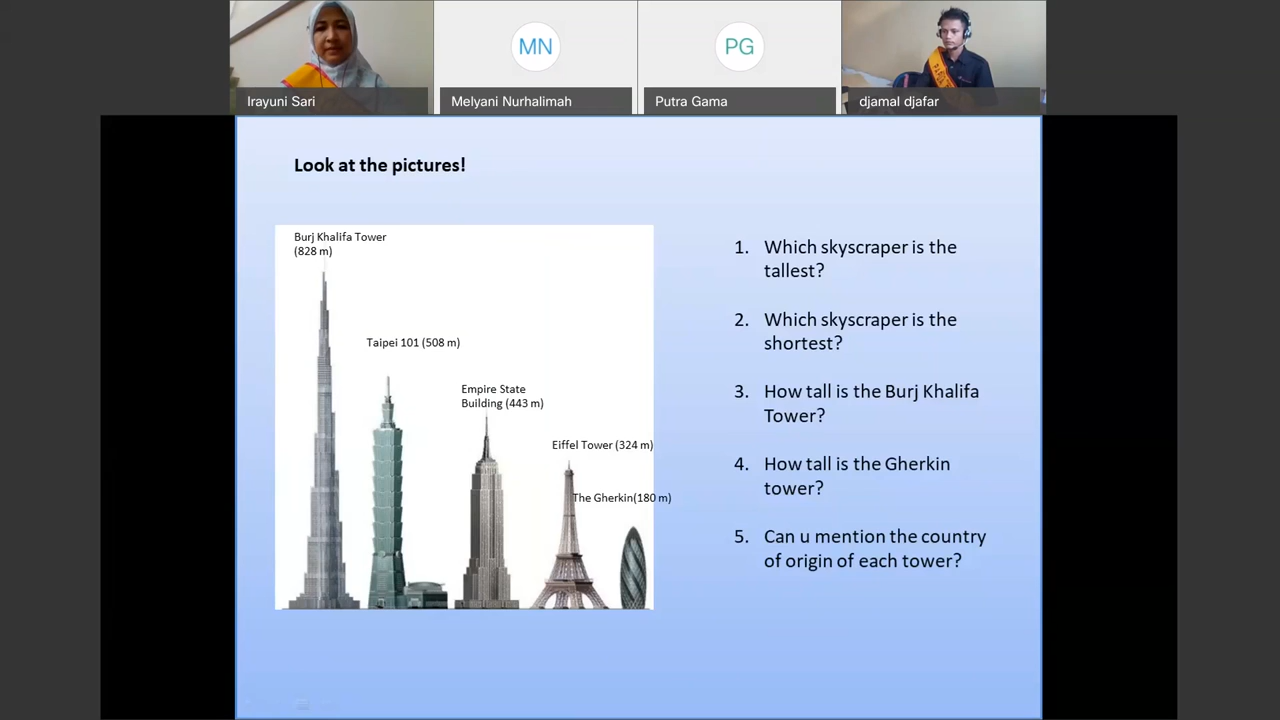 MN
PG
Irayuni Sari
Melyani Nurhalimah
Putra Gama
djamal djafar
Look at the pictures!
Burj Khalifa Tower
(828 m)
Taipei 101 (508 m)
Empire State
Building (443 m)
Eiffel Tower (324 m)
The Gherkin(180 m)
1. Which skyscraper is the
tallest?
2. Which skyscraper is the
shortest?
3. How tall is the Burj Khalifa
Tower?
4. How tall is the Gherkin
tower?
5. Can u mention the country
of origin of each tower?